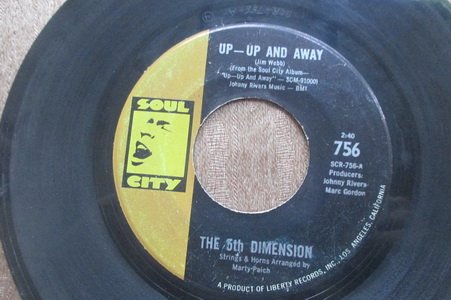 UP—UP AND AWAY
(Jim Webb)
(From the Soul City Album—
"Up—Up And Away" — SCM-91000)
Johnny Rivers Music — BMI
SOUL
CITY
2:40
756
SCR-756-A
Producers:
Johnny Rivers
Marc Gordon
THE 5th DIMENSION
Strings & Horns Arranged by
Marty Paich
A PRODUCT OF LIBERTY RECORDS, INC., LOS ANGELES, CALIFORNIA